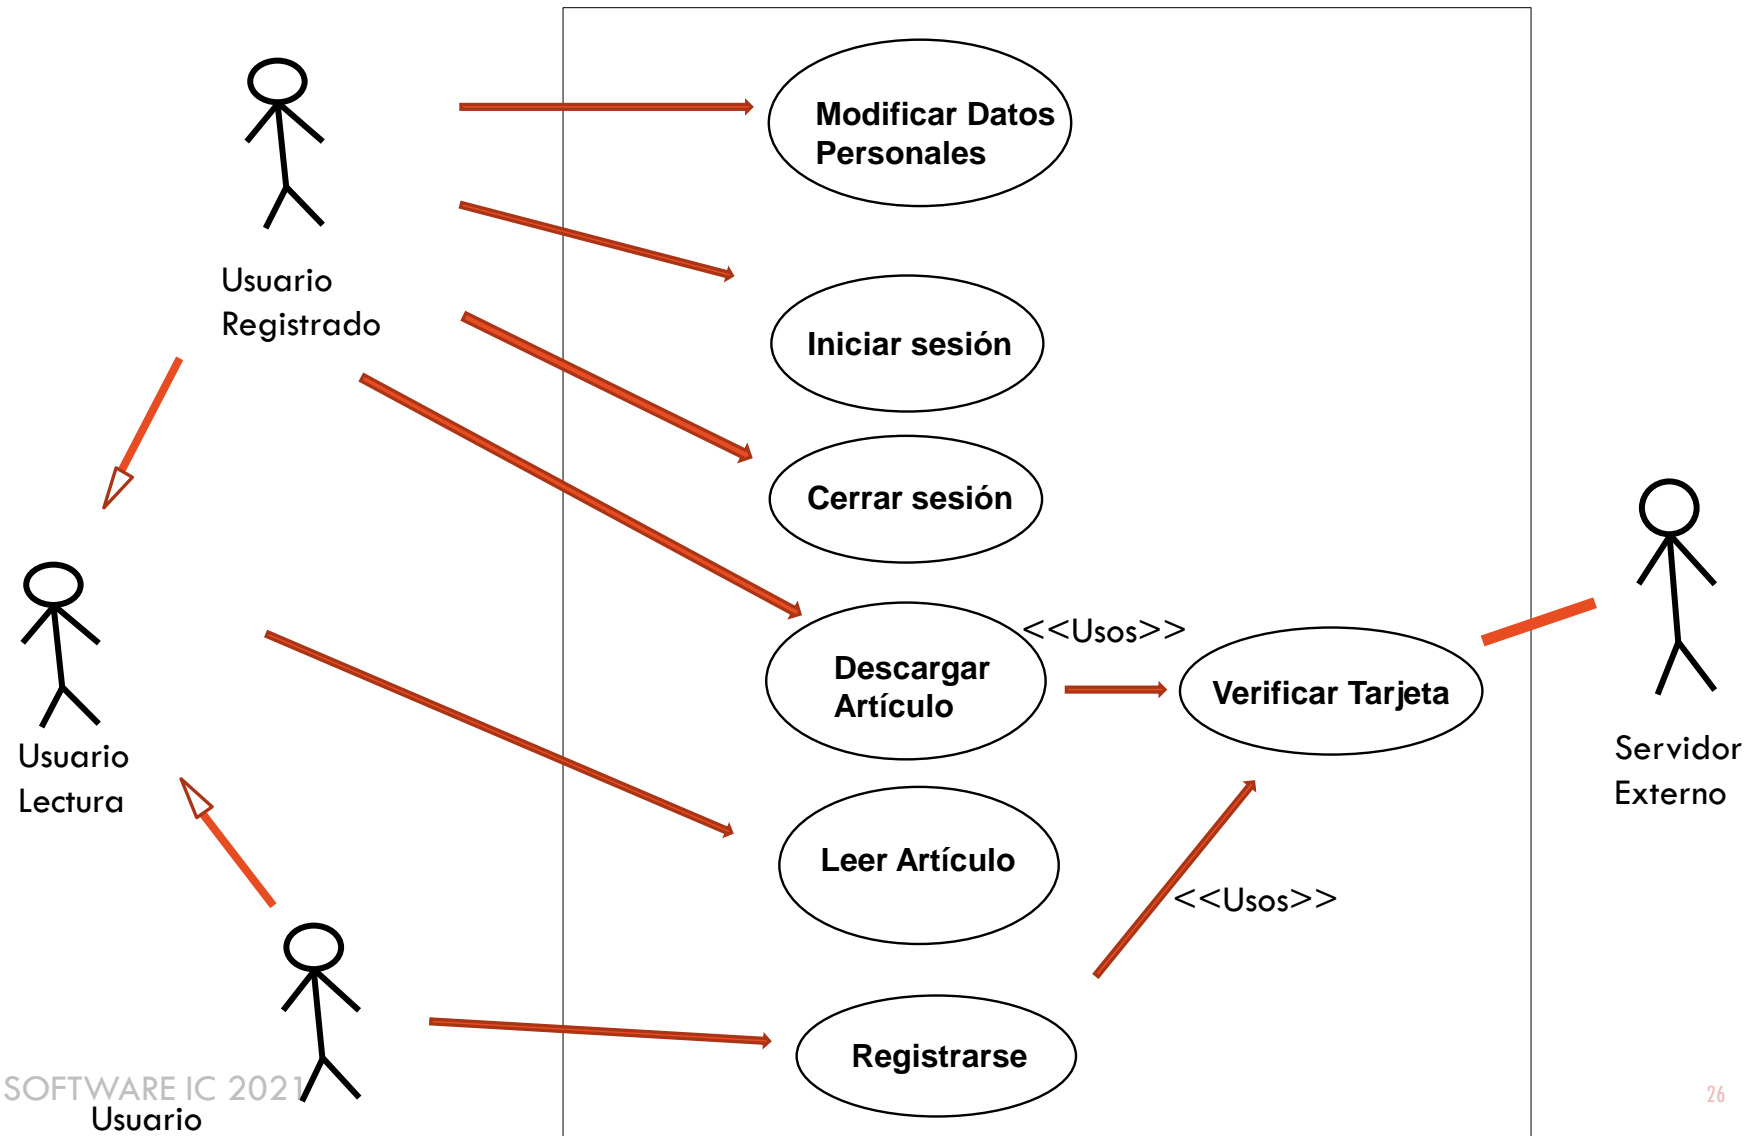 Modificar Datos
Personales
Usuario
Registrado
Iniciar sesión
Cerrar sesión
<<Usos>>
Descargar
Artículo
Verificar Tarjeta
Usuario
Lectura
Servidor
Externo
Leer Artículo
<<Usos>>
Registrarse
SOFTWARE IC 2021
26
Usuario